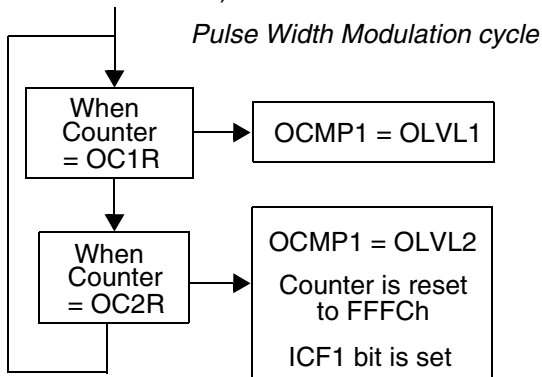 Pulse Width Modulation cycle
When
Counter
= OC1R
OCMP1 = OLVL1
When
Counter
= OC2R
OCMP1 = OLVL2
Counter is reset
to FFFCh
ICF1 bit is set